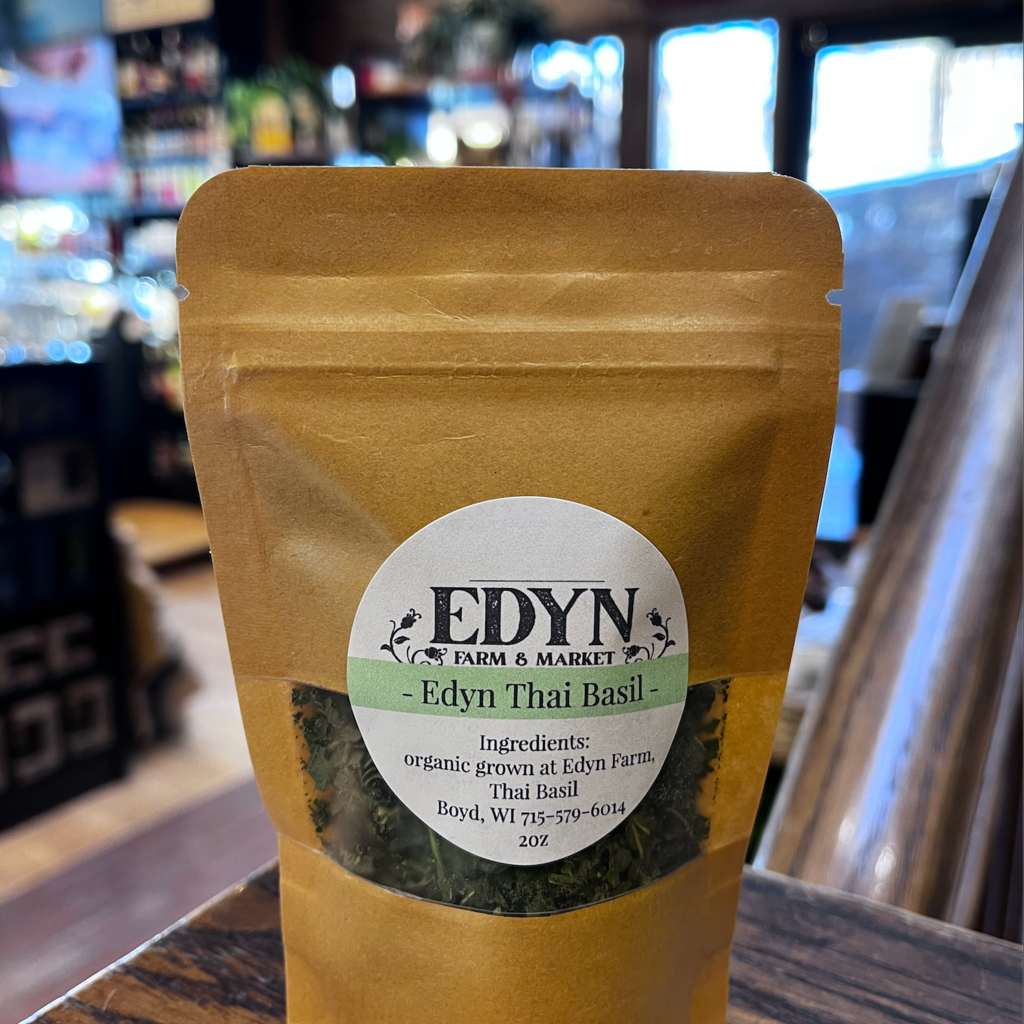 EDYN
FARM & MARKET
- Edyn Thai Basil -
Ingredients:
organic grown at Edyn Farm,
Thai Basil
Boyd, WI 715-579-6014
2oz